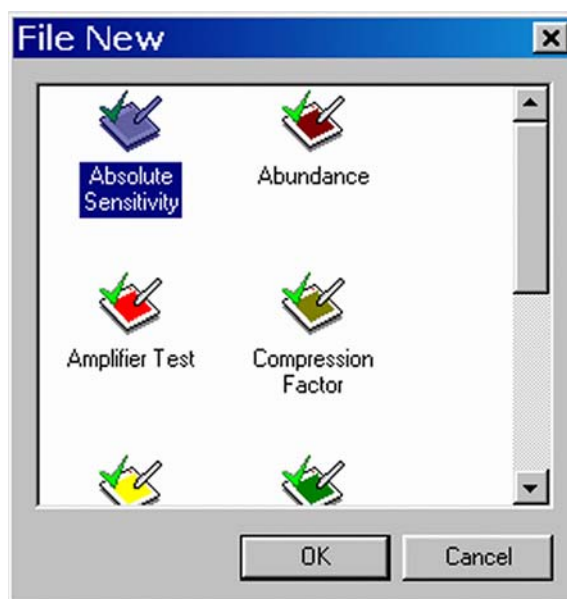 File New
Absolute
Sensitivity
Abundance
Amplifier Test
Compression
Factor
OK
Cancel